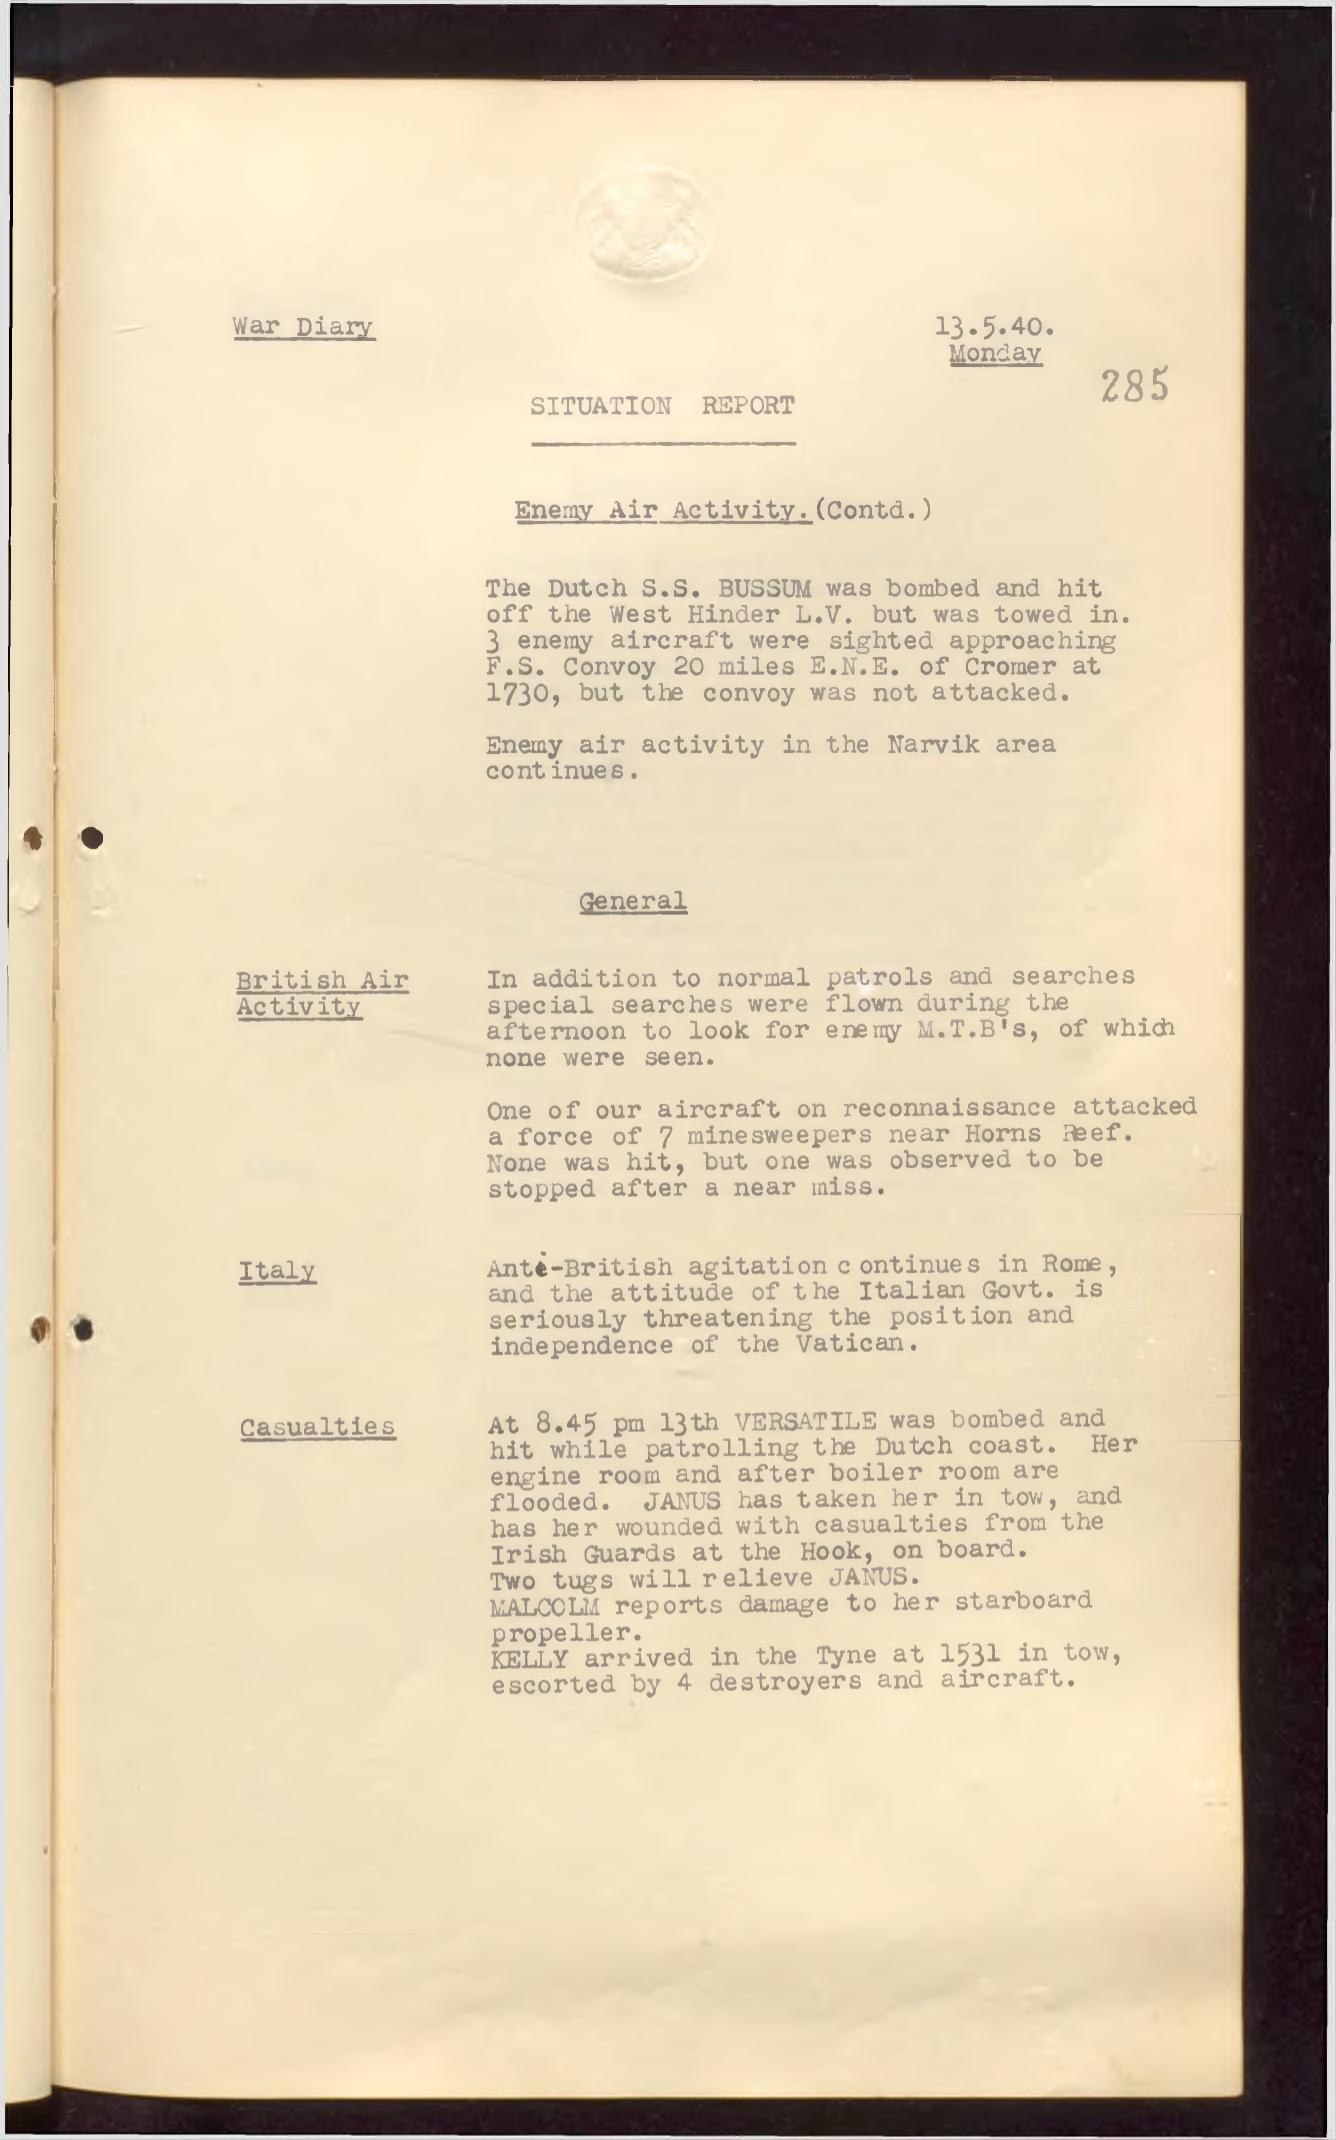 War Diary
13.5.40.
Monday
285
SITUATION REPORT
Enemy Air Activity.(Contd.)
The Dutch S.S. BUSSUM was bombed and hit
off the West Hinder L.V. but was towed in.
3 enemy aircraft were sighted approaching
F.S. Convoy 20 miles E.N.E. of Cromer at
1730, but the convoy was not attacked.
Enemy air activity in the Narvik area
continues.
General
British Air
Activity
In addition to normal patrols and searches
special searches were flown during the
afternoon to look for enemy M.T.B's, of which
none were seen.
One of our aircraft on reconnaissance attacked
a force of 7 minesweepers near Horns Reef.
None was hit, but one was observed to be
stopped after a near miss.
Italy
Anti-British agitation continues in Rome,
and the attitude of the Italian Govt. is
seriously threatening the position and
independence of the Vatican.
Casualties
At 8.45 pm 13th VERSATILE was bombed and
hit while patrolling the Dutch coast. Her
engine room and after boiler room are
flooded. JANUS has taken her in tow, and
has her wounded with casualties from the
Irish Guards at the Hook, on board.
Two tugs will relieve JANUS.
MALCOLM reports damage to her starboard
propeller.
KELLY arrived in the Tyne at 1531 in tow,
escorted by 4 destroyers and aircraft.